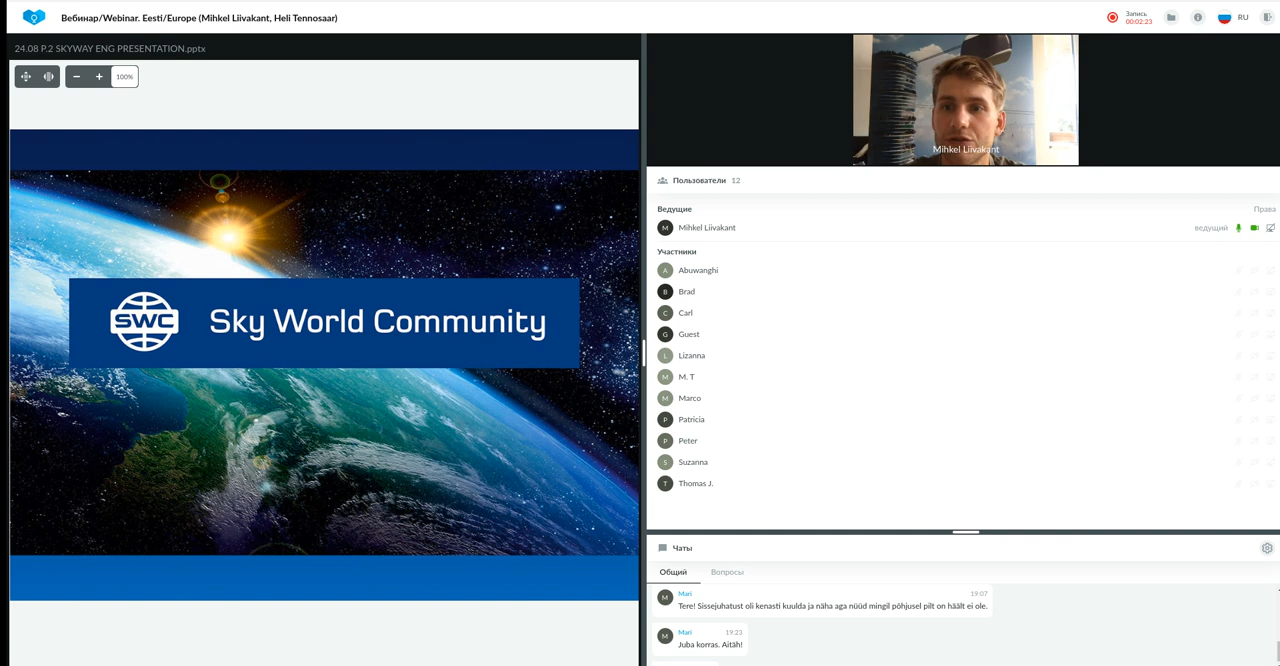 Вебинар/Webinar. Eesti/Europe (Mihkel Liivakant, Heli Tennosaar)
Запись
00:02:23
RU
24.08 P.2 SKYWAY ENG PRESENTATION.pptx
100%
SWC Sky World Community
Mihkel Liivakant
Пользователи 12
Ведущие Права
M Mihkel Liivakant ведущий
Участники
A Abuwanghi
B Brad
C Carl
G Guest
L Lizanna
M M. T
M Marco
P Patricia
P Peter
S Suzanna
T Thomas J.
Чаты
Общий Вопросы
M Mari 19:07
Tere! Sissejuhatust oli kenasti kuulda ja näha aga nüüd mingil põhjusel pilt on häält ei ole.
M Mari 19:23
Juba korras. Aitäh!